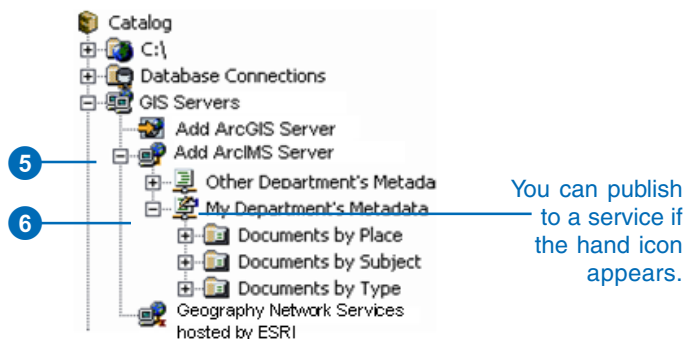 Catalog
C:\
Database Connections
GIS Servers
Add ArcGIS Server
5
Add ArcIMS Server
Other Department's Metada
6
My Department's Metadata
You can publish
to a service if
the hand icon
appears.
Documents by Place
Documents by Subject
Documents by Type
Geography Network Services
hosted by ESRI